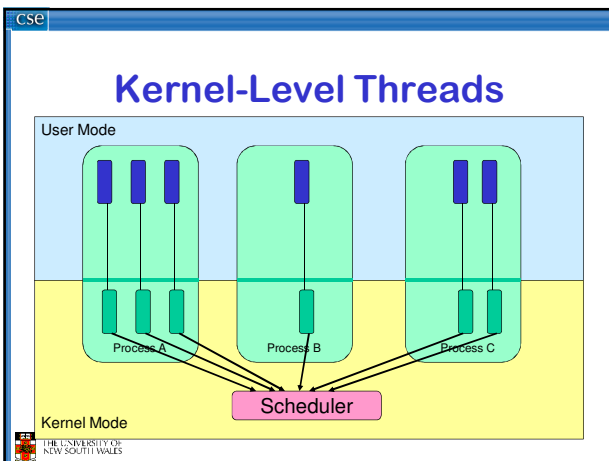 cse
Kernel-Level Threads
User Mode
Process A
Process B
Process C
Scheduler
Kernel Mode
THE UNIVERSITY OF
NEW SOUTH WALES